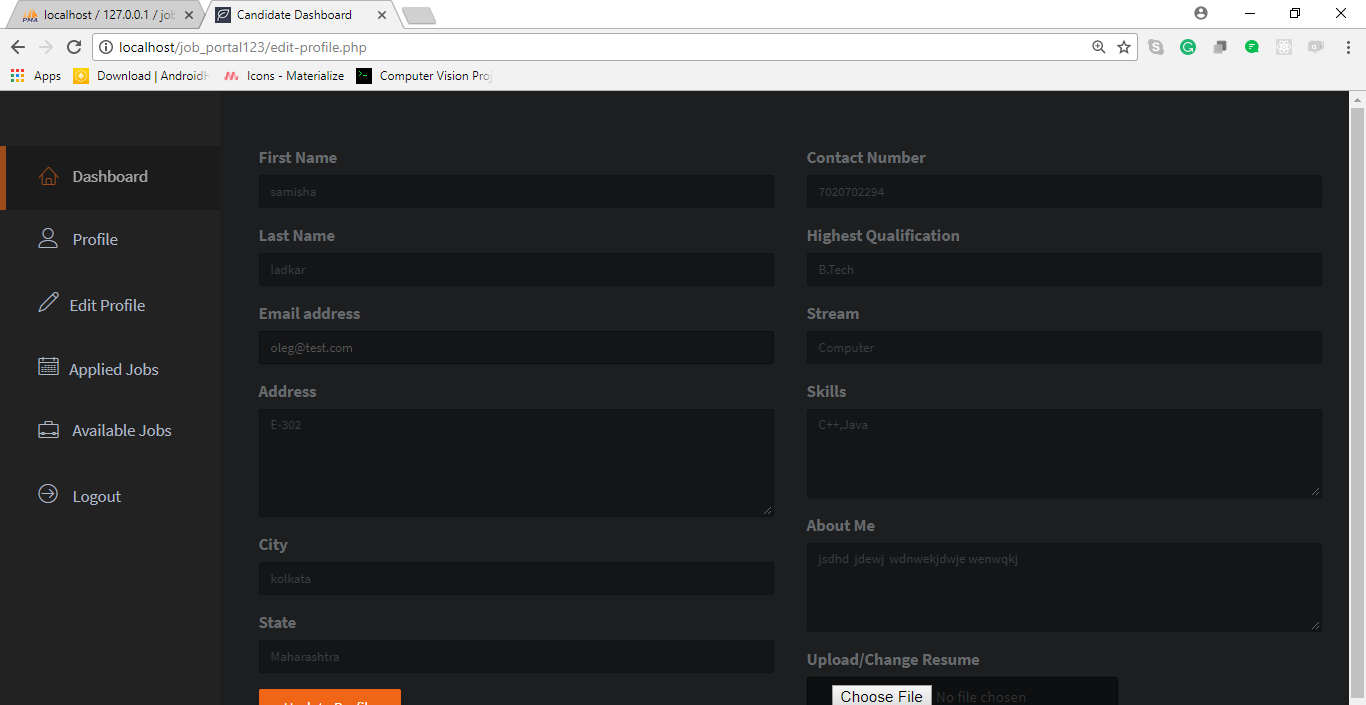 localhost / 127.0.0.1 / job
Candidate Dashboard
localhost/job_portal123/edit-profile.php
Apps
Download | AndroidH
Icons - Materialize
Computer Vision Proj
Dashboard
Profile
Edit Profile
Applied Jobs
Available Jobs
Logout
First Name
samisha
Last Name
ladkar
Email address
oleg@test.com
Address
E-302
City
kolkata
State
Maharashtra
Update Profile
Contact Number
7020702294
Highest Qualification
B.Tech
Stream
Computer
Skills
C++,Java
About Me
jsdhd jdewj wdnwekjdwje wenwqkj
Upload/Change Resume
Choose File No file chosen